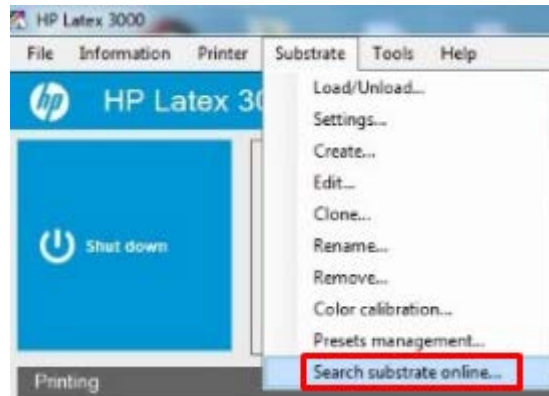 HP Latex 3000
File Information Printer Substrate Tools Help
hp HP Latex 30
Load/Unload...
Settings...
Create...
Edit...
Clone...
Rename...
Remove...
Color calibration...
Presets management...
Search substrate online...
Shut down
Printing